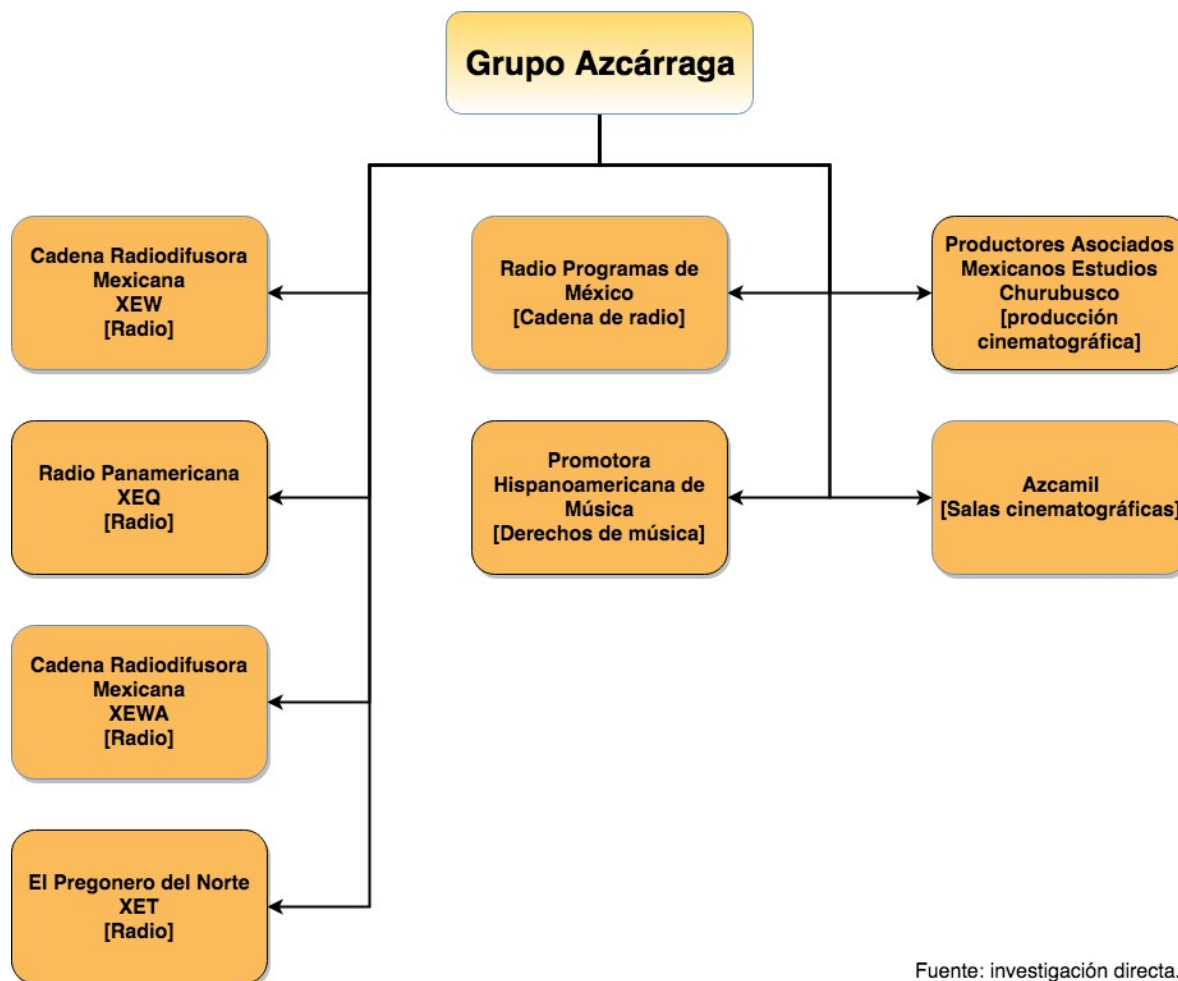 Grupo Azcárraga
Cadena Radiodifusora
Mexicana
XEW
[Radio]
Radio Programas de
México
[Cadena de radio]
Productores Asociados
Mexicanos Estudios
Churubusco
[producción
cinematográfica]
Radio Panamericana
XEQ
[Radio]
Promotora
Hispanoamericana de
Música
[Derechos de música]
Azcamil
[Salas cinematográficas]
Cadena Radiodifusora
Mexicana
XEWA
[Radio]
El Pregonero del Norte
XET
[Radio]
Fuente: investigación directa.